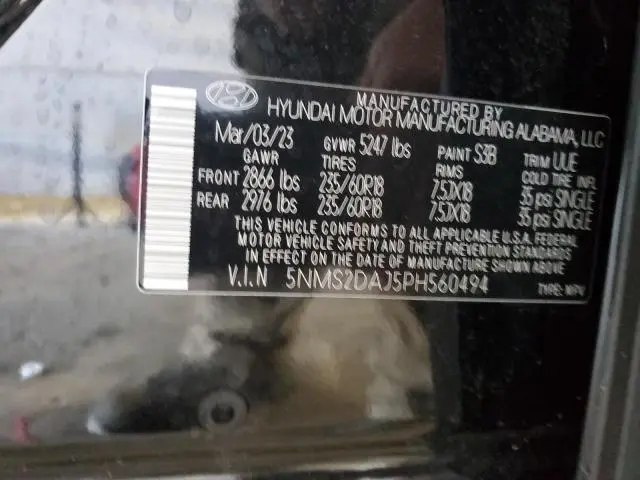 MANUFACTURED BY
HYUNDAI MOTOR MANUFACTURING ALABAMA, LLC
Mar/03/23 GVWR 5247 lbs PAINT S3B TRIM UUE
GAWR TIRES RIMS COLD TIRE INFL
FRONT 2866 lbs 235/60R18 7.5JX18 35 psi SINGLE
REAR 2976 lbs 235/60R18 7.5JX18 35 psi SINGLE
THIS VEHICLE CONFORMS TO ALL APPLICABLE U.S.A. FEDERAL
MOTOR VEHICLE SAFETY AND THEFT PREVENTION STANDARDS
IN EFFECT ON THE DATE OF MANUFACTURE SHOWN ABOVE.
V.I.N 5NMS2DAJ5PH560494 TYPE: MPV